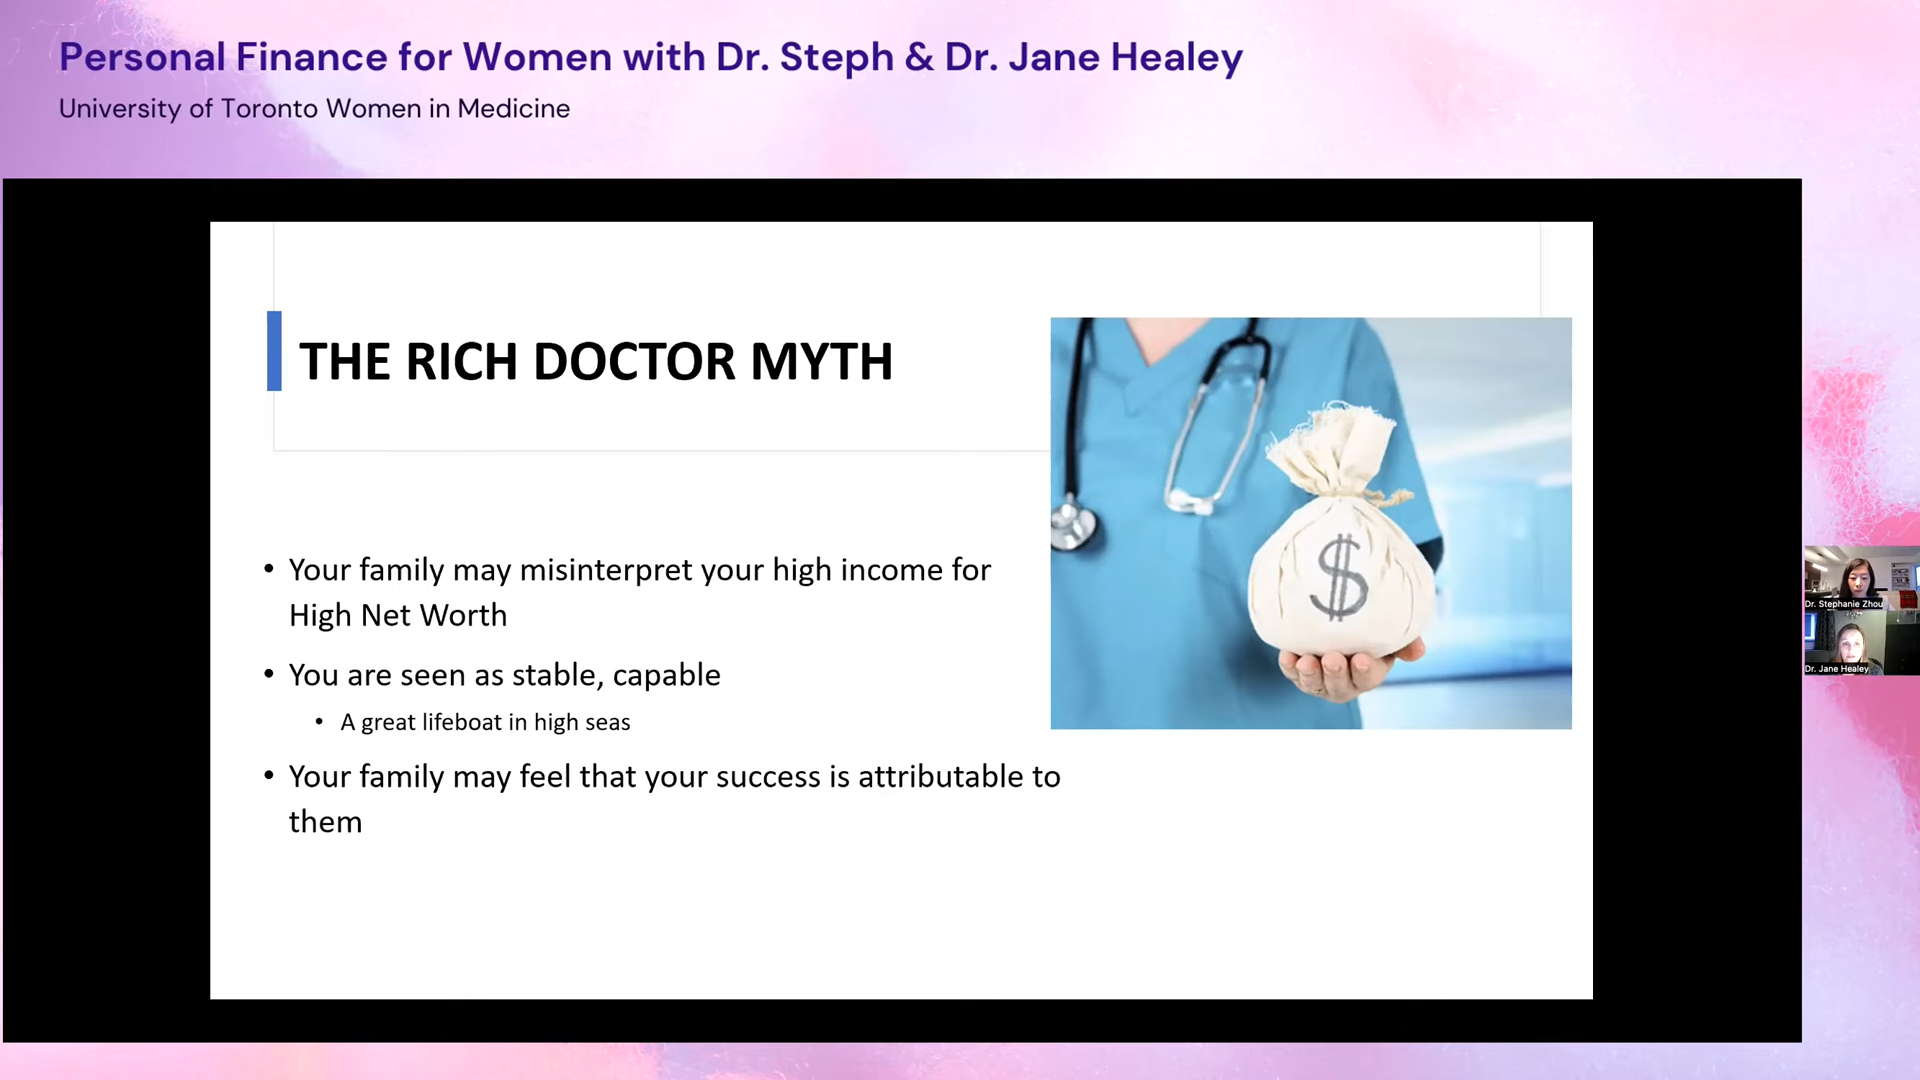 Personal Finance for Women with Dr. Steph & Dr. Jane Healey
University of Toronto Women in Medicine
THE RICH DOCTOR MYTH
• Your family may misinterpret your high income for
High Net Worth
• You are seen as stable, capable
• A great lifeboat in high seas
• Your family may feel that your success is attributable to
them
$
Dr. Stephanie Zhou
Dr. Jane Healey